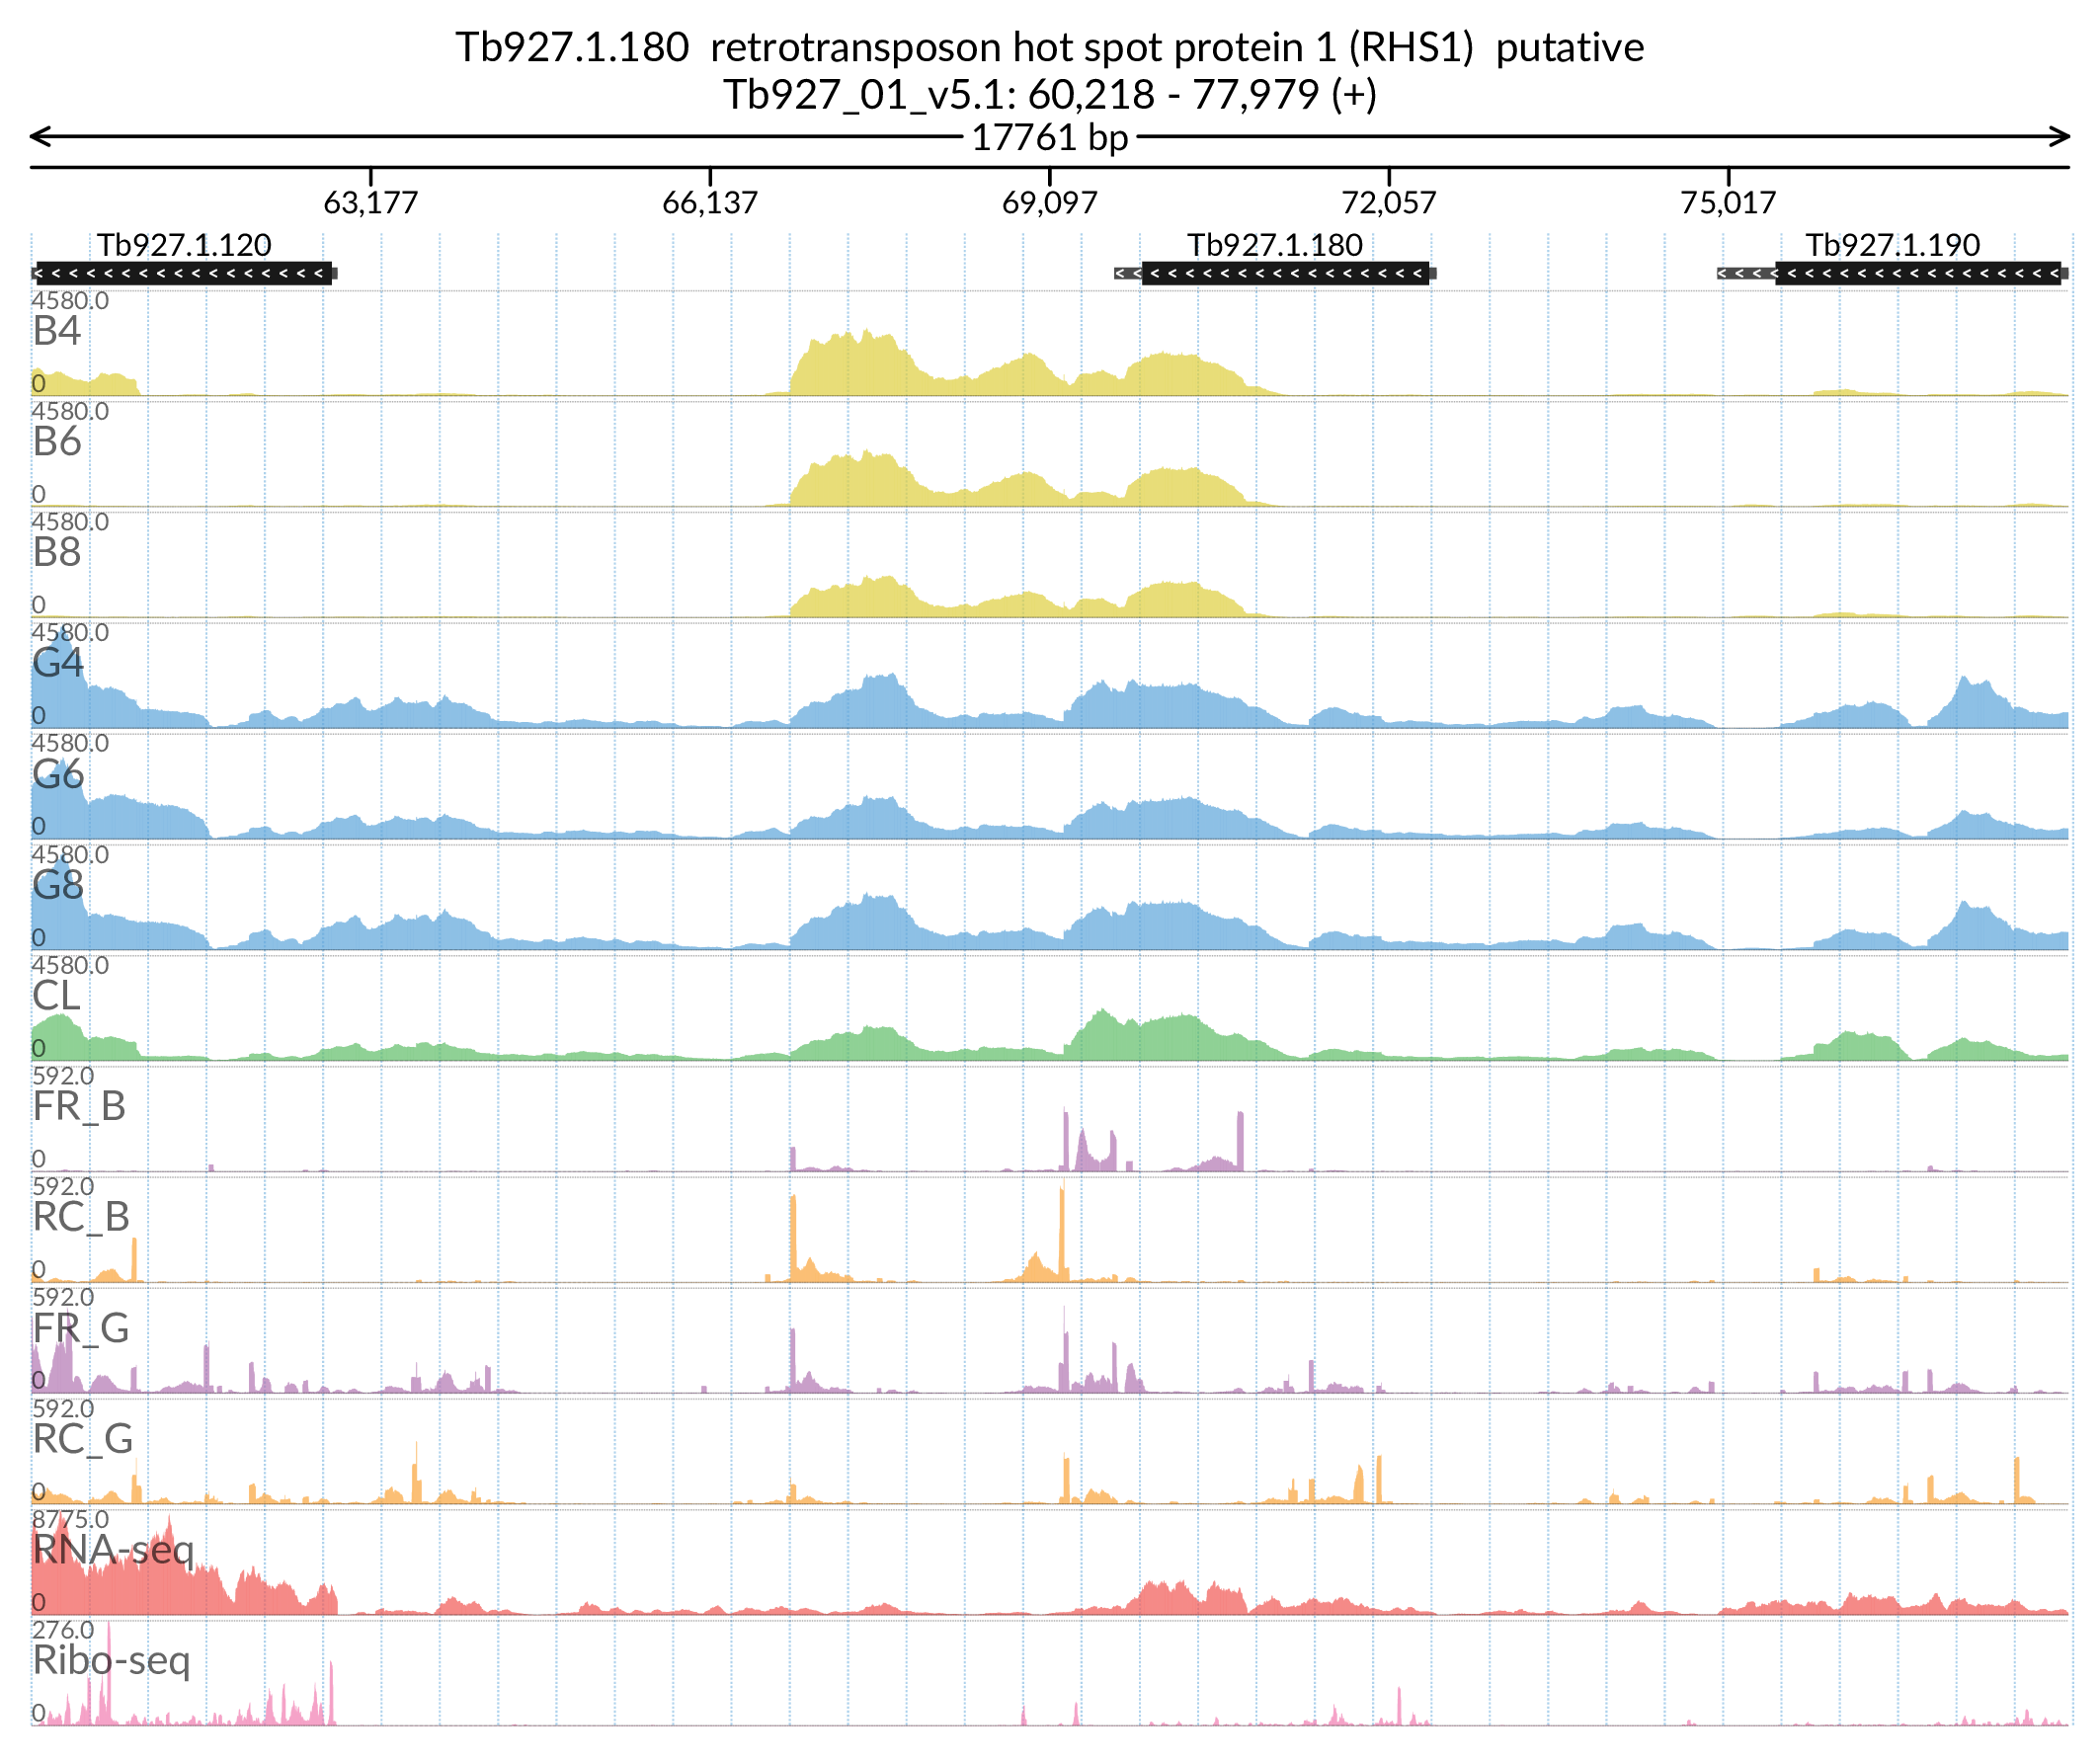 Tb927.1.180 retrotransposon hot spot protein 1 (RHS1) putative
Tb927_01_v5.1: 60,218 - 77,979 (+)
17761 bp
63,177 66,137 69,097 72,057 75,017
Tb927.1.120 Tb927.1.180 Tb927.1.190
4580.0
B4
0
4580.0
B6
0
4580.0
B8
0
4580.0
G4
0
4580.0
G6
0
4580.0
G8
0
4580.0
CL
0
592.0
FR_B
0
592.0
RC_B
0
592.0
FR_G
0
592.0
RC_G
0
8775.0
RNA-seq
0
276.0
Ribo-seq
0